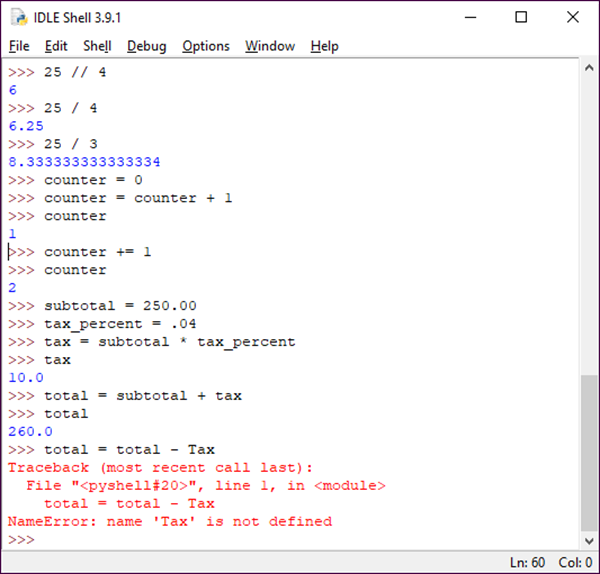 IDLE Shell 3.9.1
File Edit Shell Debug Options Window Help
>>> 25 // 4
6
>>> 25 / 4
6.25
>>> 25 / 3
8.333333333333334
>>> counter = 0
>>> counter = counter + 1
>>> counter
1
>>> counter += 1
>>> counter
2
>>> subtotal = 250.00
>>> tax_percent = .04
>>> tax = subtotal * tax_percent
>>> tax
10.0
>>> total = subtotal + tax
>>> total
260.0
>>> total = total - Tax
Traceback (most recent call last):
  File "<pyshell#20>", line 1, in <module>
    total = total - Tax
NameError: name 'Tax' is not defined
>>>
Ln: 60 Col: 0